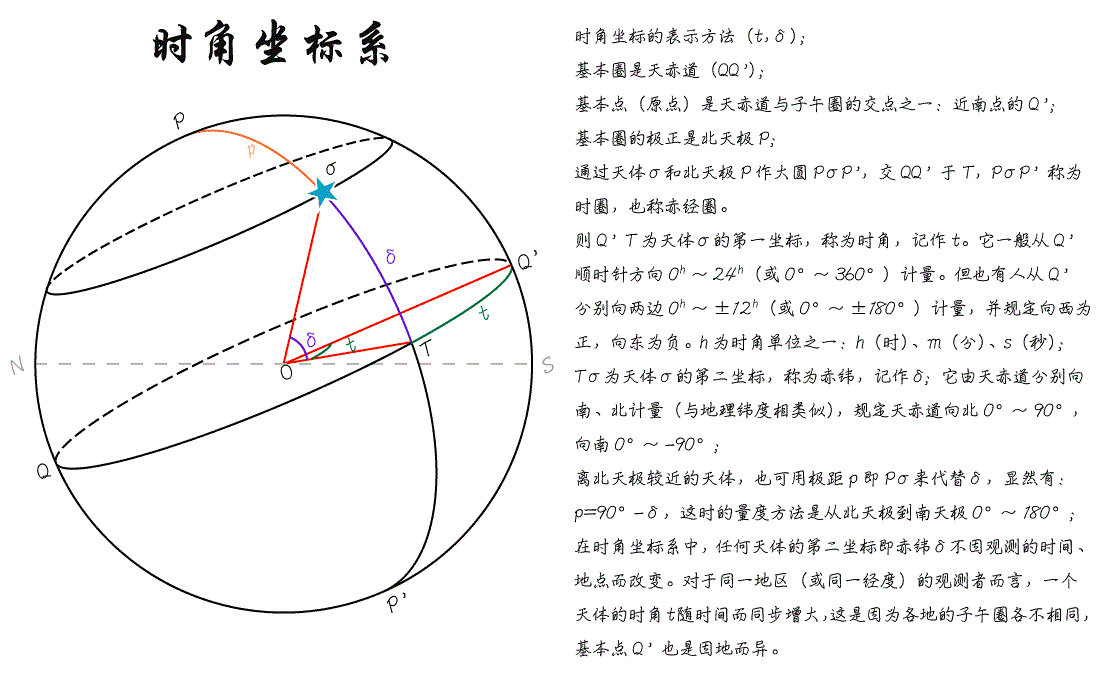 时角坐标系
时角坐标的表示方法（t，δ）；
基本圈是天赤道（QQ'）；
基本点（原点）是天赤道与子午圈的交点之一：近南点的Q'；
基本圈的极正是北天极P；
通过天体σ和北天极P作大圆PσP'，交QQ'于T，PσP'称为
时圈，也称赤经圈。
则Q'T为天体σ的第一坐标，称为时角，记作t。它一般从Q'
顺时针方向0ʰ～24ʰ（或0°～360°）计量。但也有人从Q'
分别向两边0ʰ～±12ʰ（或0°～±180°）计量，并规定向西为
正，向东为负。h为时角单位之一：h（时）、m（分）、s（秒）；
Tσ为天体σ的第二坐标，称为赤纬，记作δ；它由天赤道分别向
南、北计量（与地理纬度相类似），规定天赤道向北0°～90°，
向南0°～-90°；
离北天极较近的天体，也可用极距p即Pσ来代替δ，显然有：
p=90°-δ，这时的量度方法是从北天极到南天极0°～180°；
在时角坐标系中，任何天体的第二坐标即赤纬δ不因观测的时间、
地点而改变。对于同一地区（或同一经度）的观测者而言，一个
天体的时角t随时间而同步增大，这是因为各地的子午圈各不相同，
基本点Q'也是因地而异。
P
p
σ
δ
Q'
t
δ
t
T
N
O
S
Q
P'